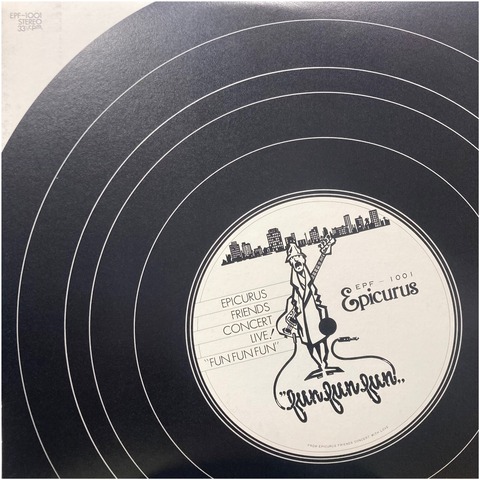 EPF-1001
STEREO
33⅓rpm
EPICURUS
FRIENDS
CONCERT
LIVE!
"FUN FUN FUN"
EPF-1001
Epicurus
"fun fun fun..